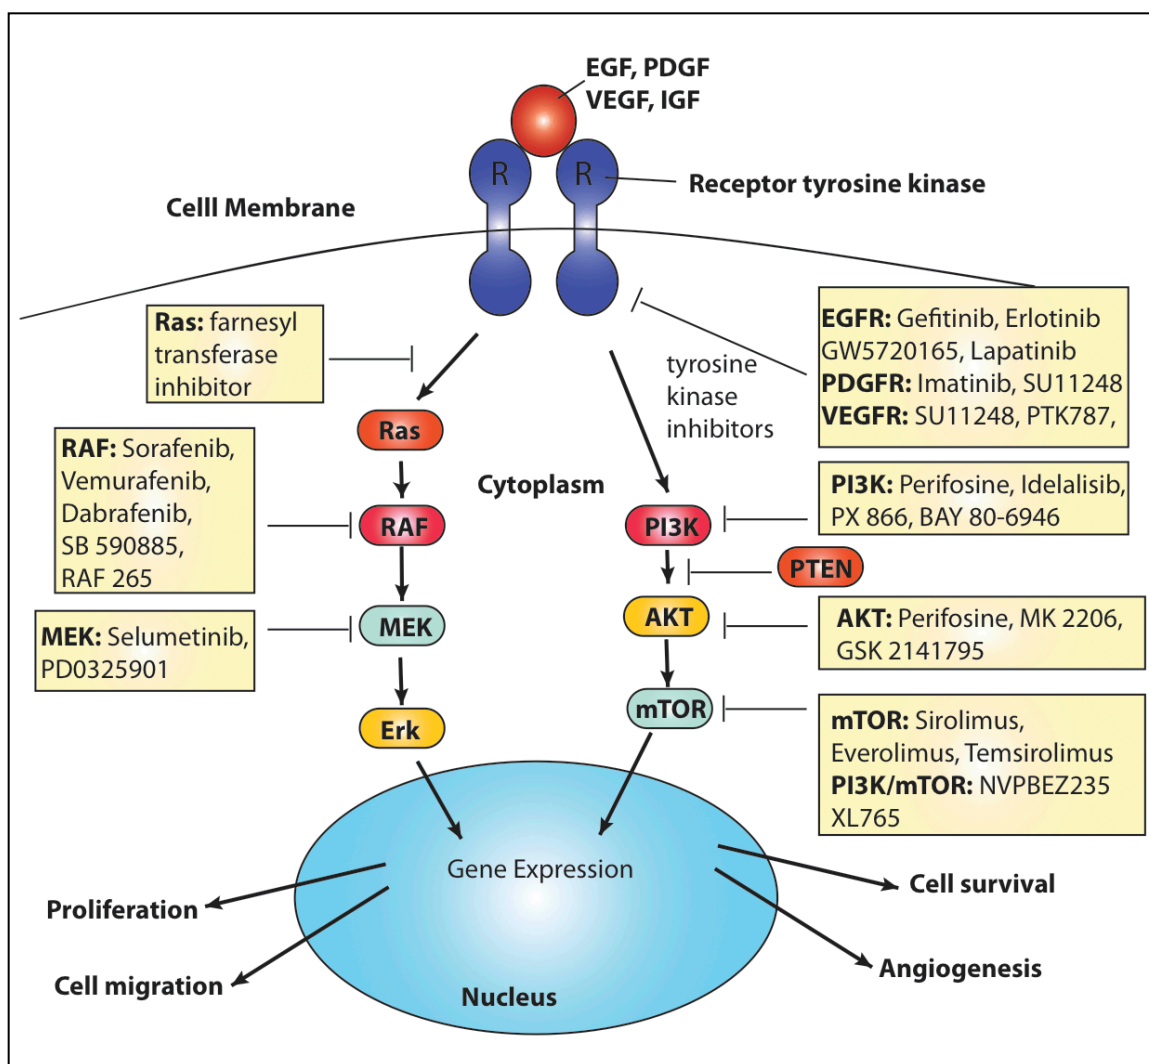 EGF, PDGF
VEGF, IGF
R
R
Receptor tyrosine kinase
Celll Membrane
Ras: farnesyl
transferase
inhibitor
EGFR: Gefitinib, Erlotinib
GW5720165, Lapatinib
PDGFR: Imatinib, SU11248
VEGFR: SU11248, PTK787,
tyrosine
kinase
inhibitors
Ras
RAF: Sorafenib,
Vemurafenib,
Dabrafenib,
SB 590885,
RAF 265
Cytoplasm
PI3K: Perifosine, Idelalisib,
PX 866, BAY 80-6946
RAF
PI3K
PTEN
MEK: Selumetinib,
PD0325901
MEK
AKT
AKT: Perifosine, MK 2206,
GSK 2141795
Erk
mTOR
mTOR: Sirolimus,
Everolimus, Temsirolimus
PI3K/mTOR: NVPBEZ235
XL765
Gene Expression
Proliferation
Cell survival
Cell migration
Angiogenesis
Nucleus